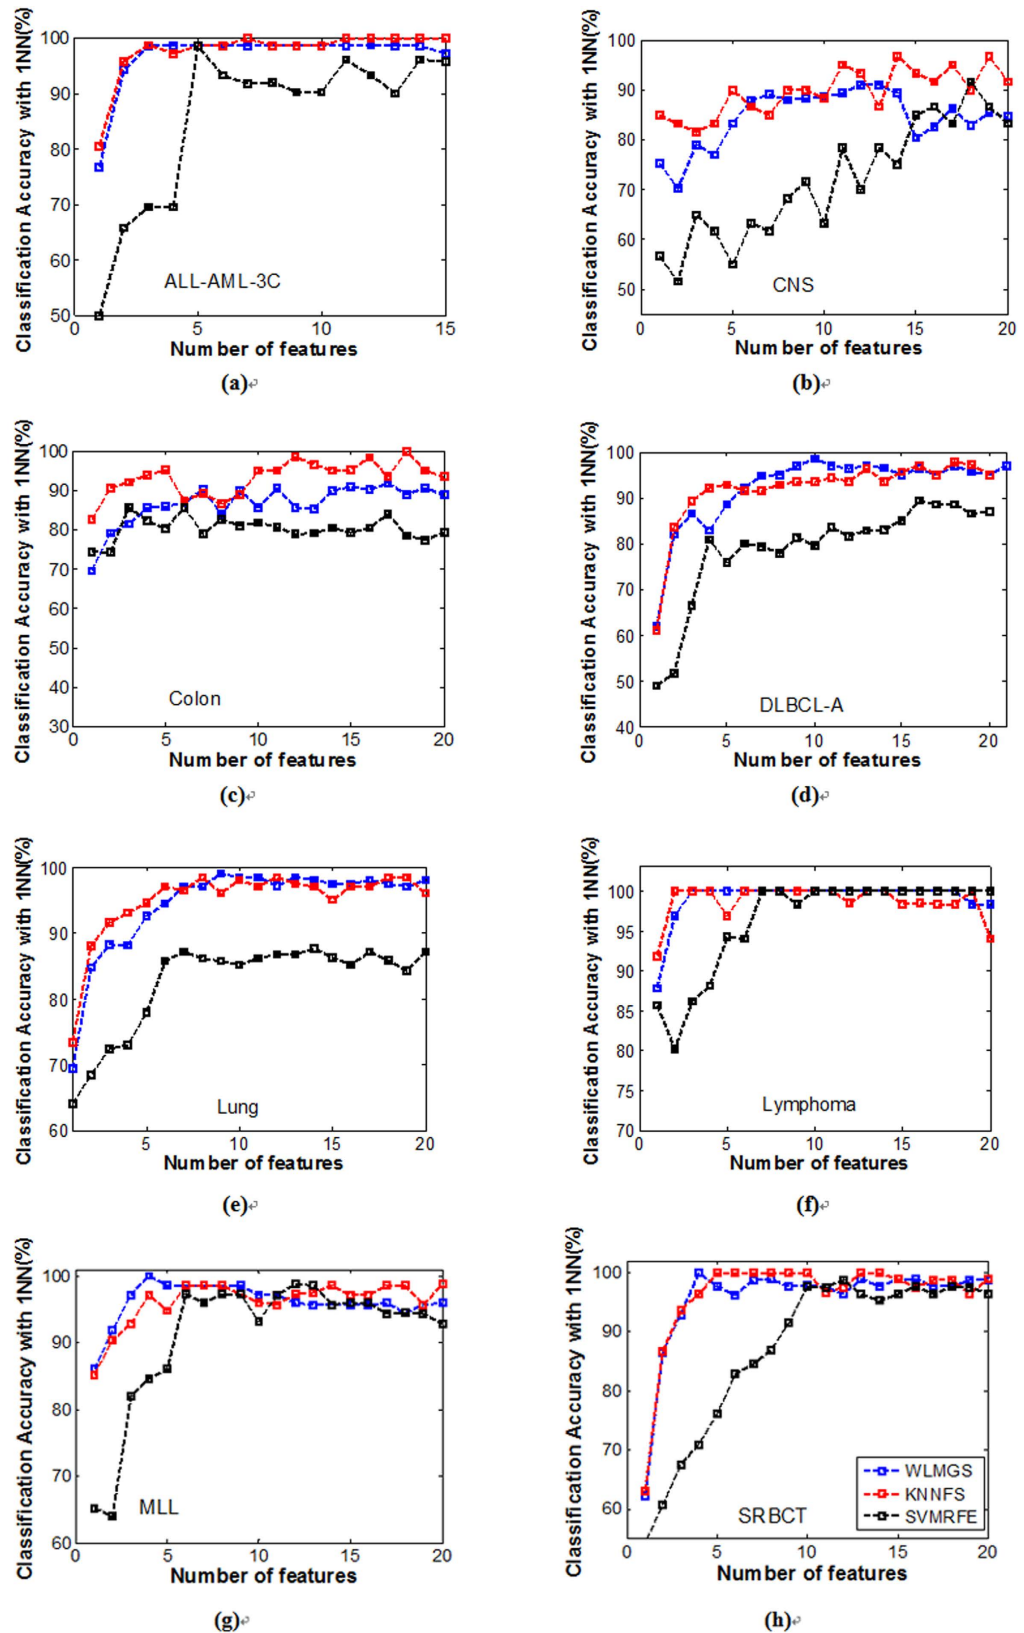 Classification Accuracy with 1NN(%)
100
90
80
70
60
50
0
5
10
15
ALL-AML-3C
Number of features
(a)↵
Classification Accuracy with 1NN(%)
100
90
80
70
60
50
0
5
10
15
20
CNS
Number of features
(b)↵
Classification Accuracy with 1NN(%)
100
90
80
70
60
50
40
30
0
5
10
15
20
Colon
Number of features
(c)↵
Classification Accuracy with 1NN(%)
100
90
80
70
60
50
40
0
5
10
15
20
DLBCL-A
Number of features
(d)↵
Classification Accuracy with 1NN(%)
100
90
80
70
60
5
10
15
20
Lung
Number of features
(e)↵
Classification Accuracy with 1NN(%)
100
95
90
85
80
75
70
0
5
10
15
20
Lymphoma
Number of features
(f)↵
Classification Accuracy with 1NN(%)
100
90
80
70
60
0
5
10
15
20
MLL
Number of features
(g)↵
Classification Accuracy with 1NN(%)
100
90
80
70
60
0
5
10
15
20
SRBCT
WLMGS
KNNFS
SVMRFE
Number of features
(h)↵